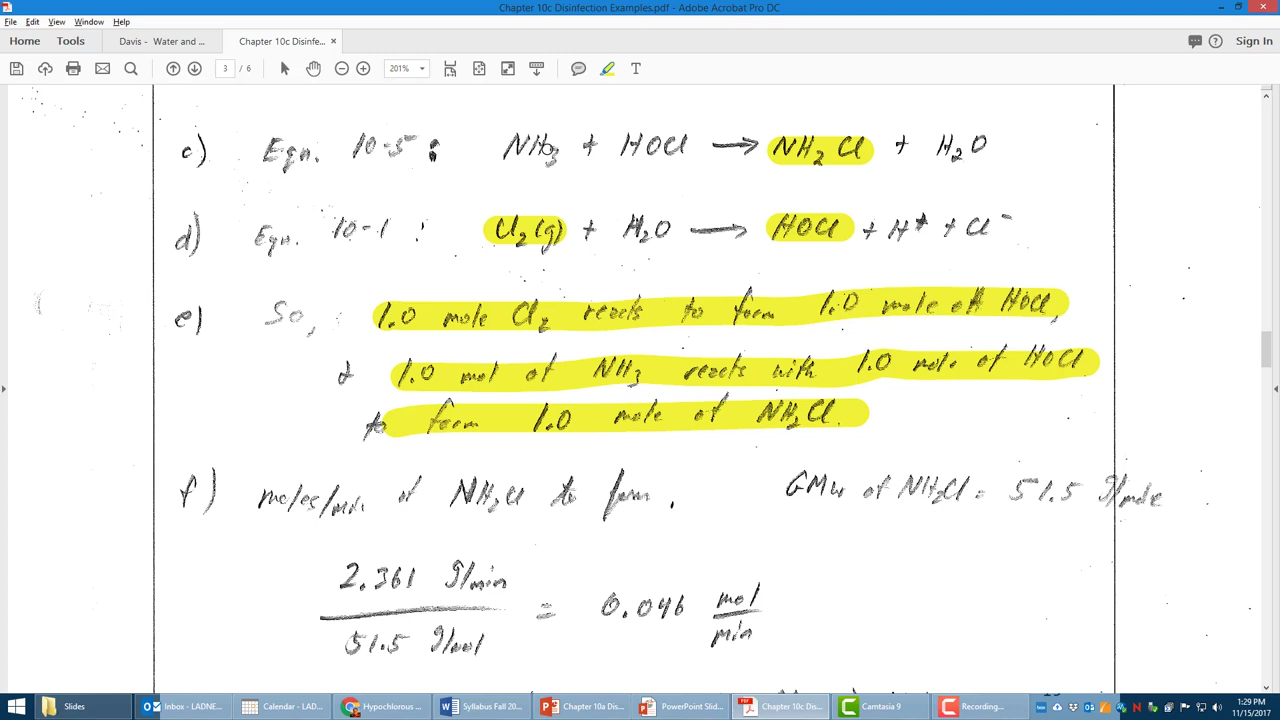 Chapter 10c Disinfection Examples.pdf - Adobe Acrobat Pro DC
File Edit View Window Help
Home Tools Davis - Water and ... Chapter 10c Disinfe... × Sign In
3 / 6 201%
c) Eqn. 10-5: NH3 + HOCl → NH2Cl + H2O
d) Eqn. 10-1: Cl2(g) + H2O → HOCl + H+ + Cl-
e) So, 1.0 mole Cl2 reacts to form 1.0 mole of HOCl,
& 1.0 mol of NH3 reacts with 1.0 mole of HOCl
to form 1.0 mole of NH2Cl.
f) moles/min of NH2Cl to form. GMW of NH2Cl = 51.5 g/mole
2.361 g/min
51.5 g/mol
= 0.046 mol
min
Slides Inbox - LADNE... Calendar - LAD... Hypochlorous ... Syllabus Fall 20... Chapter 10a Di... PowerPoint Slid... Chapter 10c Dis... Camtasia 9 Recording... 1:29 PM
11/15/2017